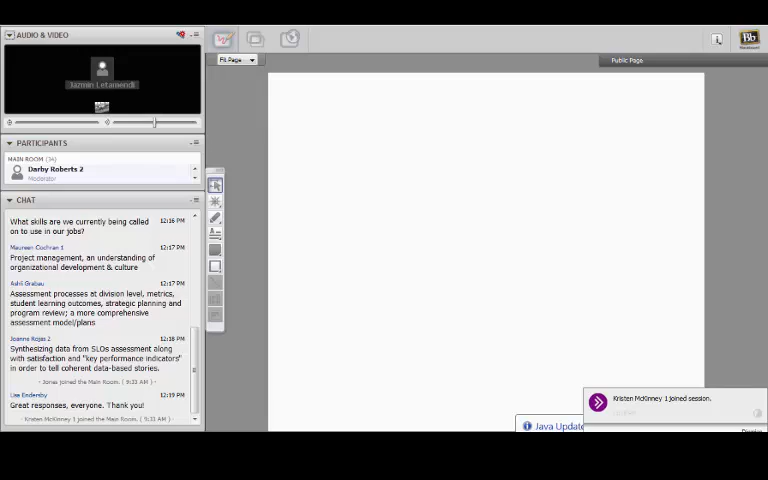 AUDIO & VIDEO
Jazmin Letamendi
PARTICIPANTS
MAIN ROOM (34)
Darby Roberts 2
Moderator
CHAT
What skills are we currently being called 12:16 PM
on to use in our jobs?
Maureen Cochran 1 12:17 PM
Project management, an understanding of
organizational development & culture
Ashli Grabau 12:17 PM
Assessment processes at division level, metrics,
student learning outcomes, strategic planning and
program review; a more comprehensive
assessment model/plans
Joanne Rojas 2 12:18 PM
Synthesizing data from SLOs assessment along
with satisfaction and "key performance indicators"
in order to tell coherent data-based stories.
- Jones joined the Main Room. ( 9:33 AM ) -
Lisa Endersby 12:19 PM
Great responses, everyone. Thank you!
- Kristen McKinney 1 joined the Main Room. ( 9:33 AM ) -
Fit Page
Public Page
Bb
Kristen McKinney 1 joined session.
Java Update